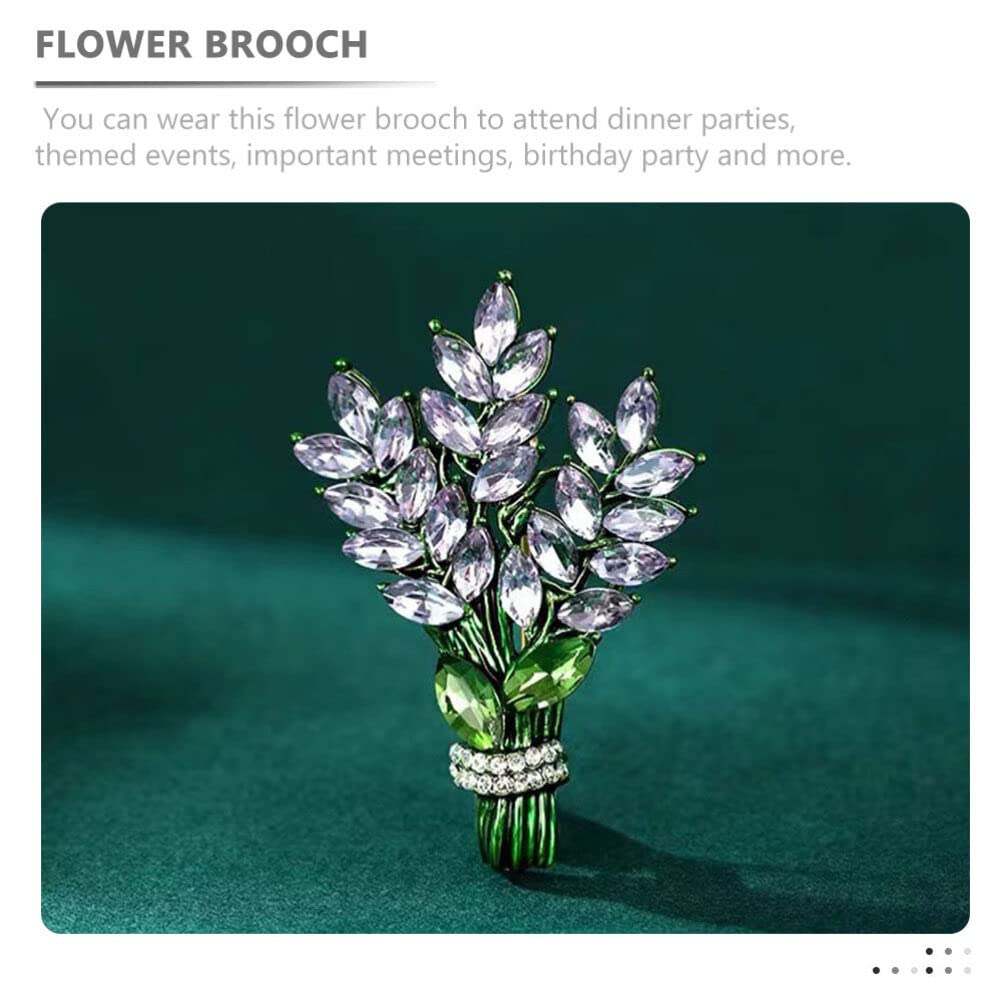 FLOWER BROOCH
You can wear this flower brooch to attend dinner parties,
themed events, important meetings, birthday party and more.